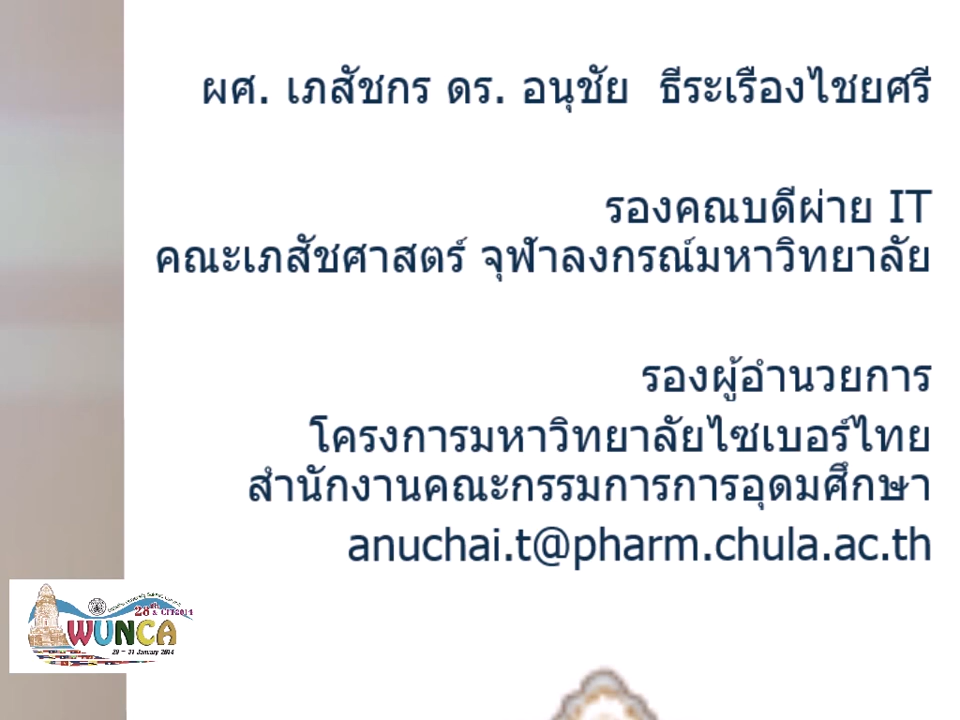 ผศ. เภสัชกร ดร. อนุชัย ธีระเรืองไชยศรี
รองคณบดีฝ่าย IT
คณะเภสัชศาสตร์ จุฬาลงกรณ์มหาวิทยาลัย
รองผู้อำนวยการ
โครงการมหาวิทยาลัยไซเบอร์ไทย
สำนักงานคณะกรรมการการอุดมศึกษา
anuchai.t@pharm.chula.ac.th
28th & CIT2014
WUNCA
29 - 31 January 2014